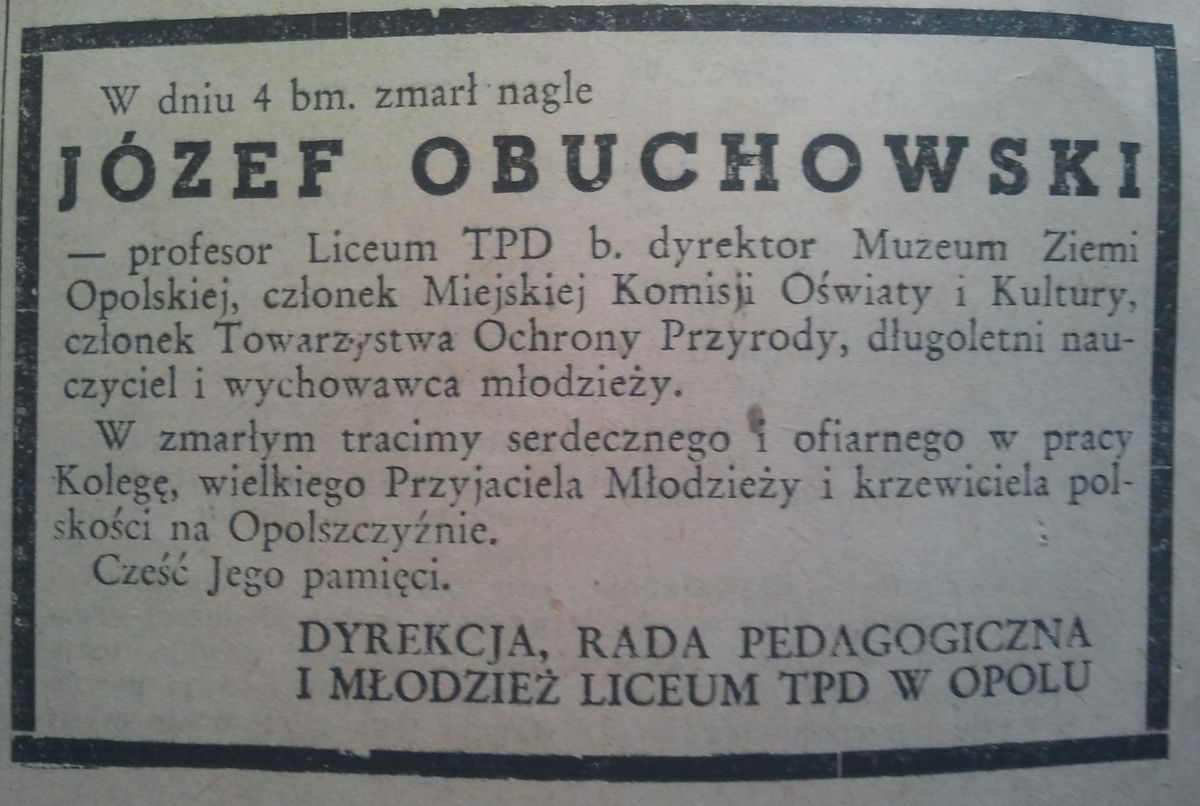 W dniu 4 bm. zmarł nagle
JÓZEF OBUCHOWSKI
— profesor Liceum TPD b. dyrektor Muzeum Ziemi
Opolskiej, członek Miejskiej Komisji Oświaty i Kultury,
członek Towarzystwa Ochrony Przyrody, długoletni nau-
czyciel i wychowawca młodzieży.
W zmarłym tracimy serdecznego i ofiarnego w pracy
Kolegę, wielkiego Przyjaciela Młodzieży i krzewiciela pol-
skości na Opolszczyźnie.
Cześć Jego pamięci.
DYREKCJA, RADA PEDAGOGICZNA
I MŁODZIEŻ LICEUM TPD W OPOLU